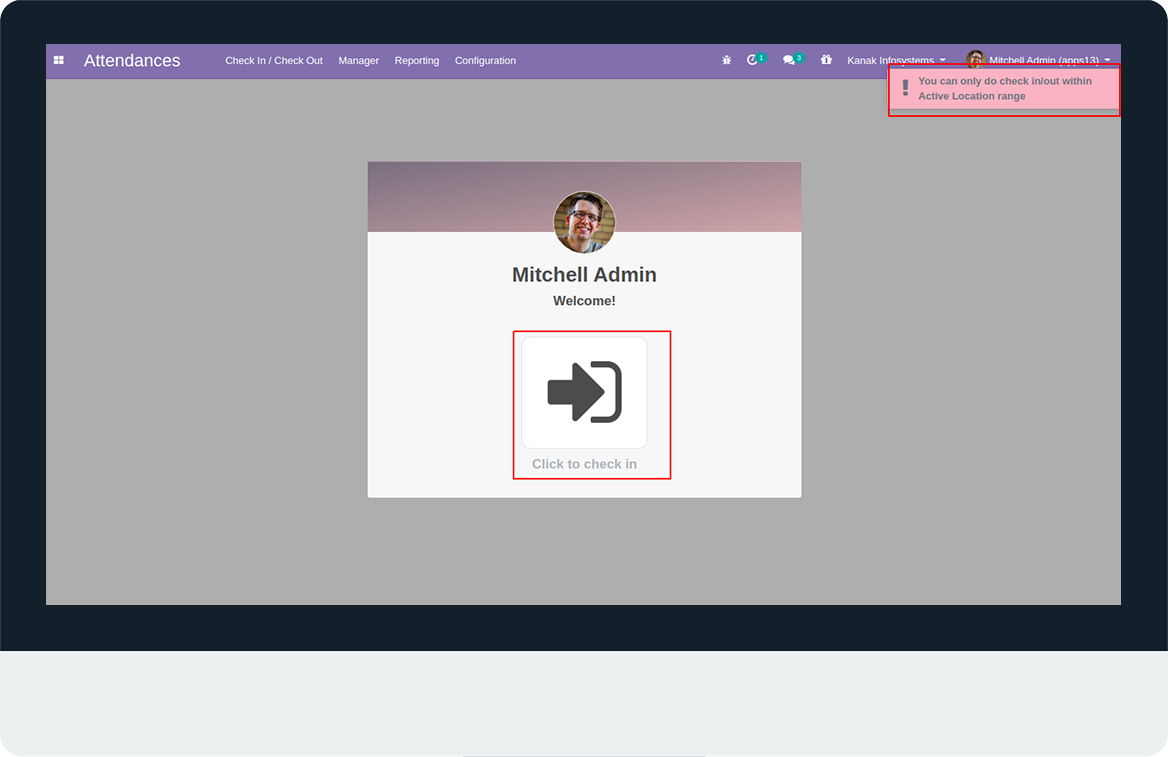 Attendances
Check In / Check Out
Manager
Reporting
Configuration
1
3
Kanak Infosystems
Mitchell Admin (apps13)
You can only do check in/out within
Active Location range
Mitchell Admin
Welcome!
Click to check in